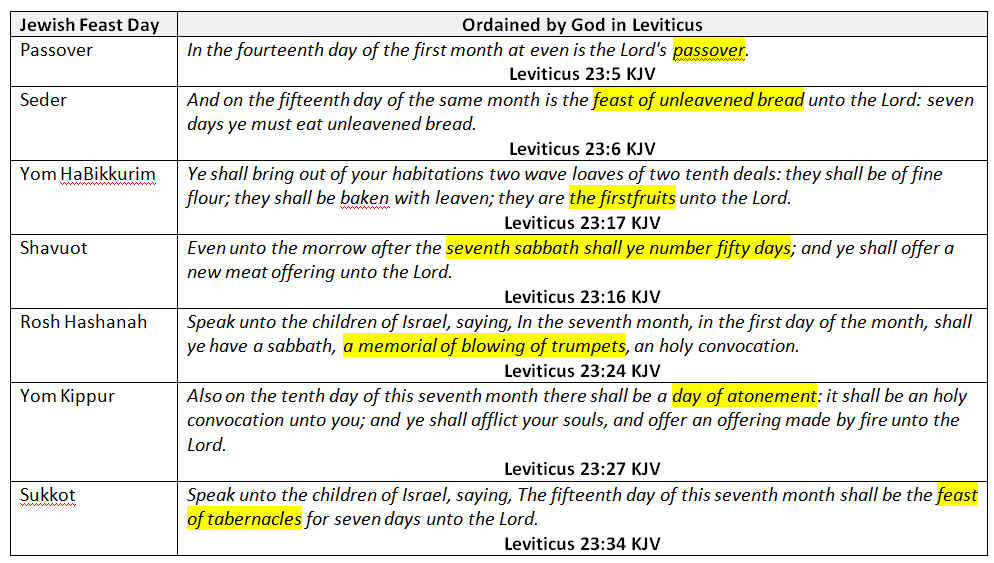 Jewish Feast Day Ordained by God in Leviticus
Passover
In the fourteenth day of the first month at even is the Lord's passover.
Leviticus 23:5 KJV
Seder
And on the fifteenth day of the same month is the feast of unleavened bread unto the Lord: seven
days ye must eat unleavened bread.
Leviticus 23:6 KJV
Yom HaBikkurim
Ye shall bring out of your habitations two wave loaves of two tenth deals: they shall be of fine
flour; they shall be baken with leaven; they are the firstfruits unto the Lord.
Leviticus 23:17 KJV
Shavuot
Even unto the morrow after the seventh sabbath shall ye number fifty days; and ye shall offer a
new meat offering unto the Lord.
Leviticus 23:16 KJV
Rosh Hashanah
Speak unto the children of Israel, saying, In the seventh month, in the first day of the month, shall
ye have a sabbath, a memorial of blowing of trumpets, an holy convocation.
Leviticus 23:24 KJV
Yom Kippur
Also on the tenth day of this seventh month there shall be a day of atonement: it shall be an holy
convocation unto you; and ye shall afflict your souls, and offer an offering made by fire unto the
Lord.
Leviticus 23:27 KJV
Sukkot
Speak unto the children of Israel, saying, The fifteenth day of this seventh month shall be the feast
of tabernacles for seven days unto the Lord.
Leviticus 23:34 KJV